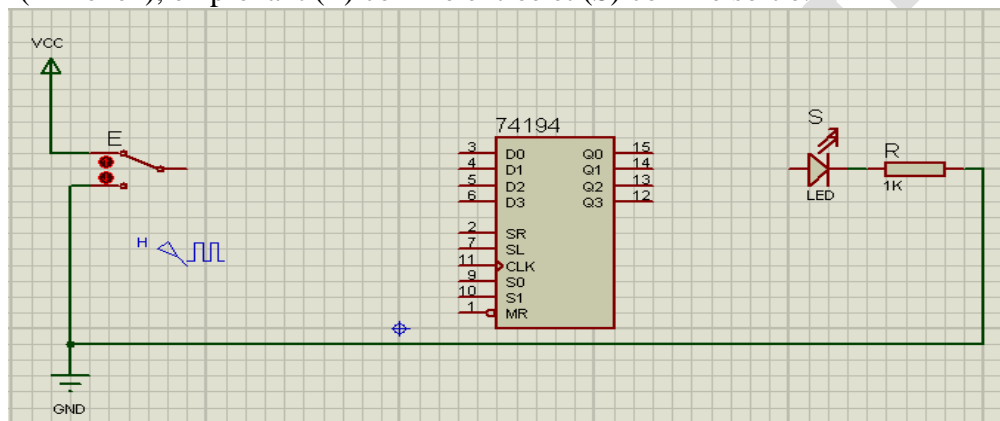 VCC
E
H
74194
3 D0 Q0 15
4 D1 Q1 14
5 D2 Q2 13
6 D3 Q3 12
2 SR
7 SL
11 CLK
9 S0
10 S1
1 MR
S
LED
R
1K
GND